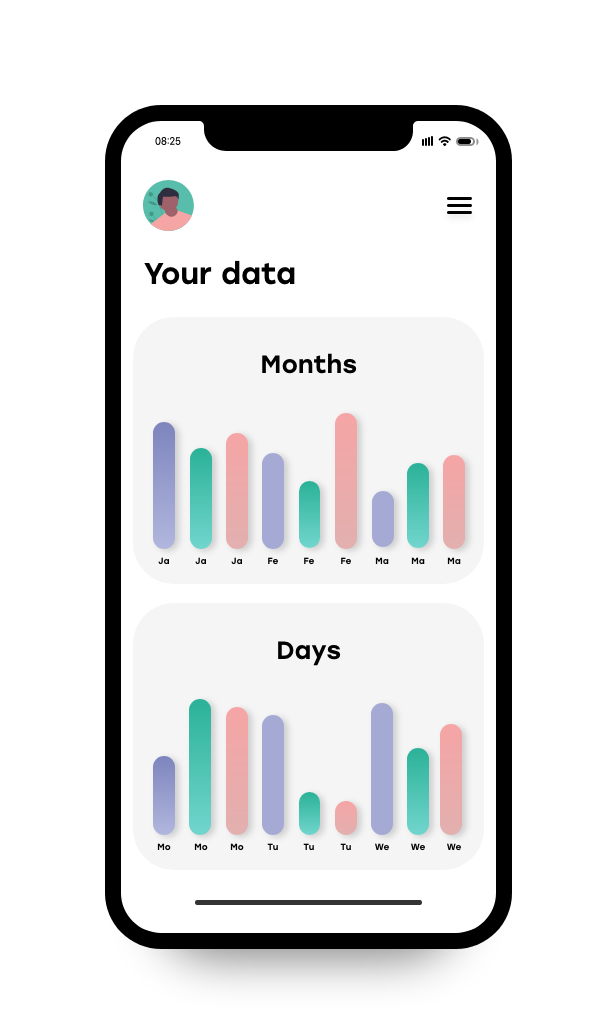 08:25
Your data
Months
Ja Ja Ja Fe Fe Fe Ma Ma Ma
Days
Mo Mo Mo Tu Tu Tu We We We